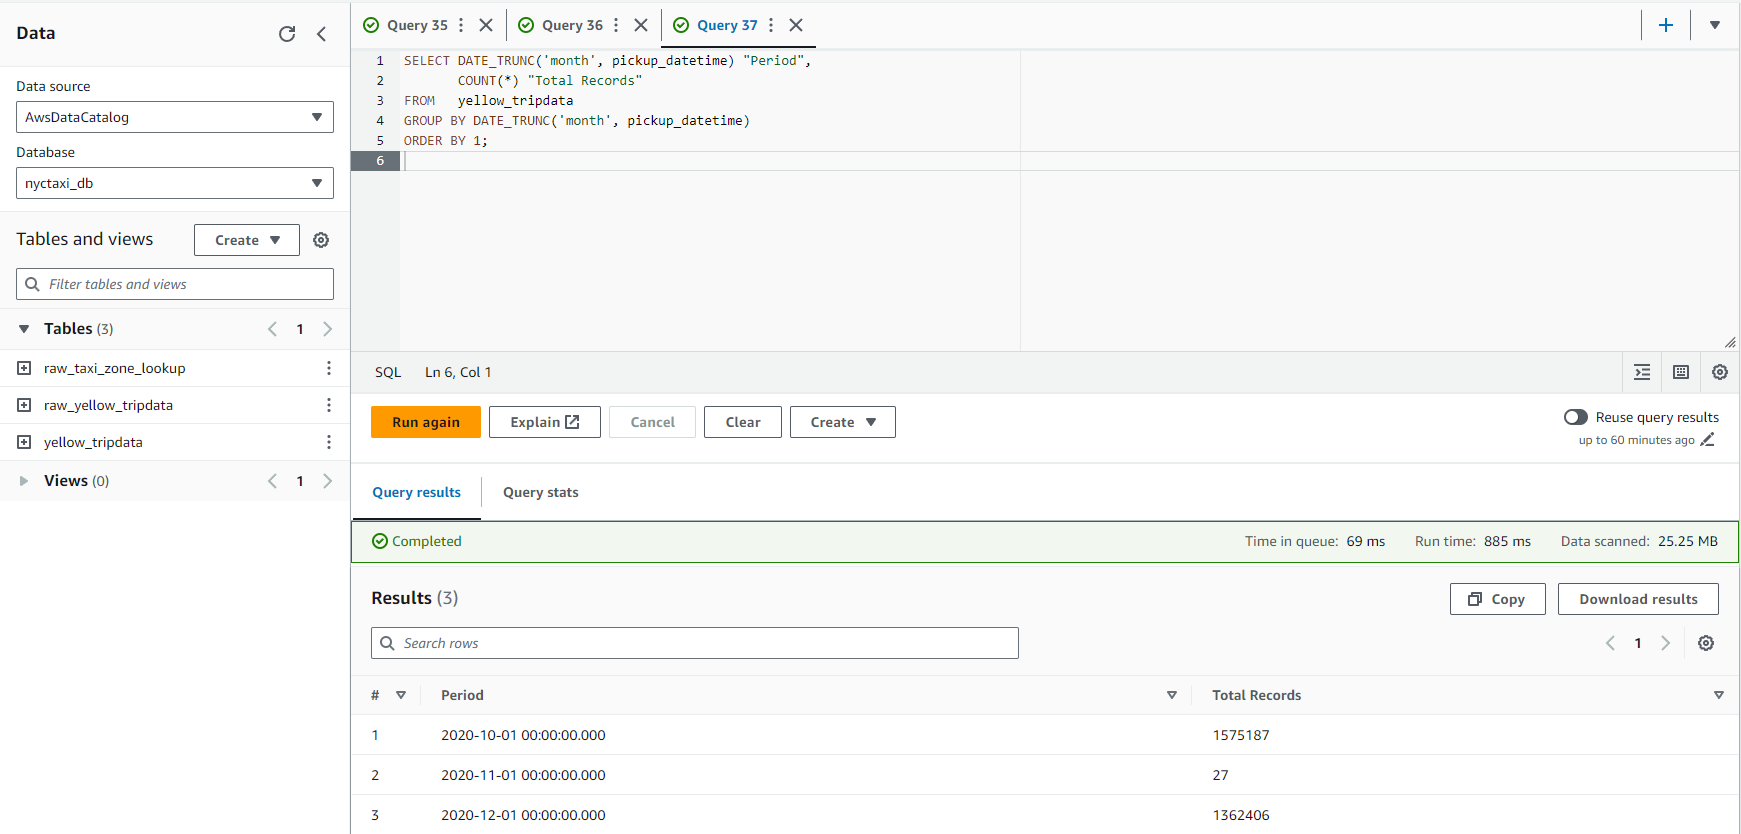 Data
Data source
AwsDataCatalog
Database
nyctaxi_db
Tables and views
Create
Filter tables and views
Tables (3)
1
raw_taxi_zone_lookup
raw_yellow_tripdata
yellow_tripdata
Views (0)
1
Query 35
Query 36
Query 37
1 SELECT DATE_TRUNC('month', pickup_datetime) "Period",
2 COUNT(*) "Total Records"
3 FROM yellow_tripdata
4 GROUP BY DATE_TRUNC('month', pickup_datetime)
5 ORDER BY 1;
6
SQL Ln 6, Col 1
Run again Explain Cancel Clear Create
Reuse query results
up to 60 minutes ago
Query results Query stats
Completed Time in queue: 69 ms Run time: 885 ms Data scanned: 25.25 MB
Results (3)
Copy Download results
Search rows
1
# Period Total Records
1 2020-10-01 00:00:00.000 1575187
2 2020-11-01 00:00:00.000 27
3 2020-12-01 00:00:00.000 1362406